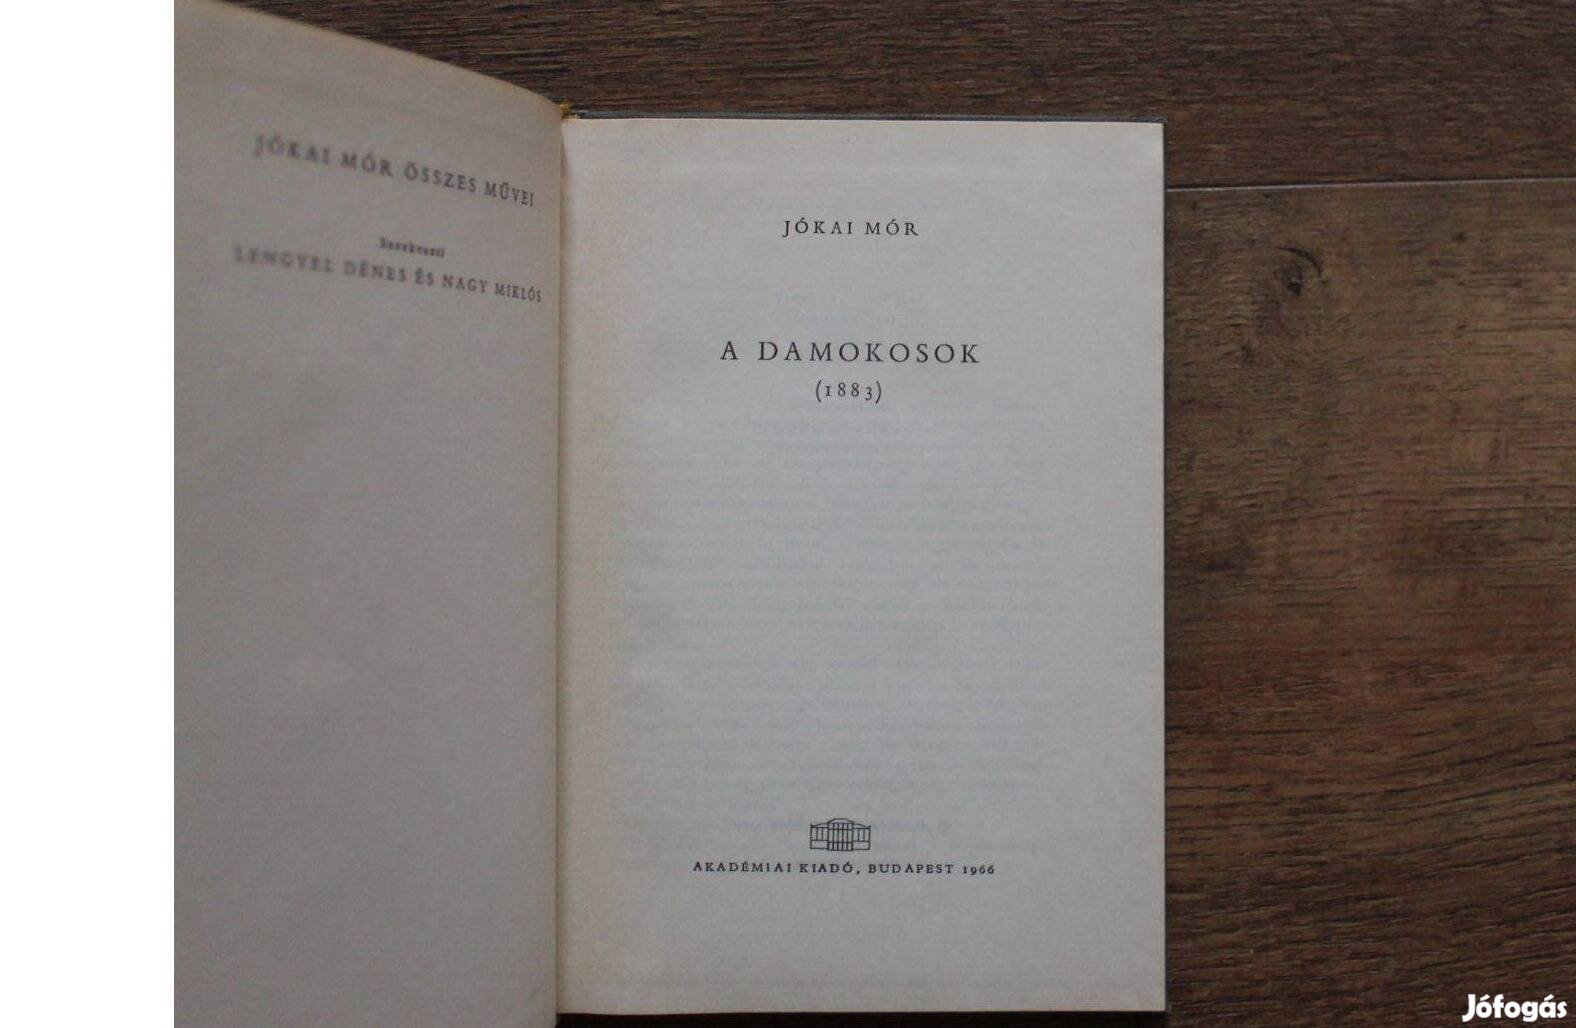 JÓKAI MÓR ÖSSZES MŰVEI
Szerkeszti
LENGYEL DÉNES ÉS NAGY MIKLÓS
JÓKAI MÓR
A DAMOKOSOK
(1883)
AKADÉMIAI KIADÓ, BUDAPEST 1966
Jófogás